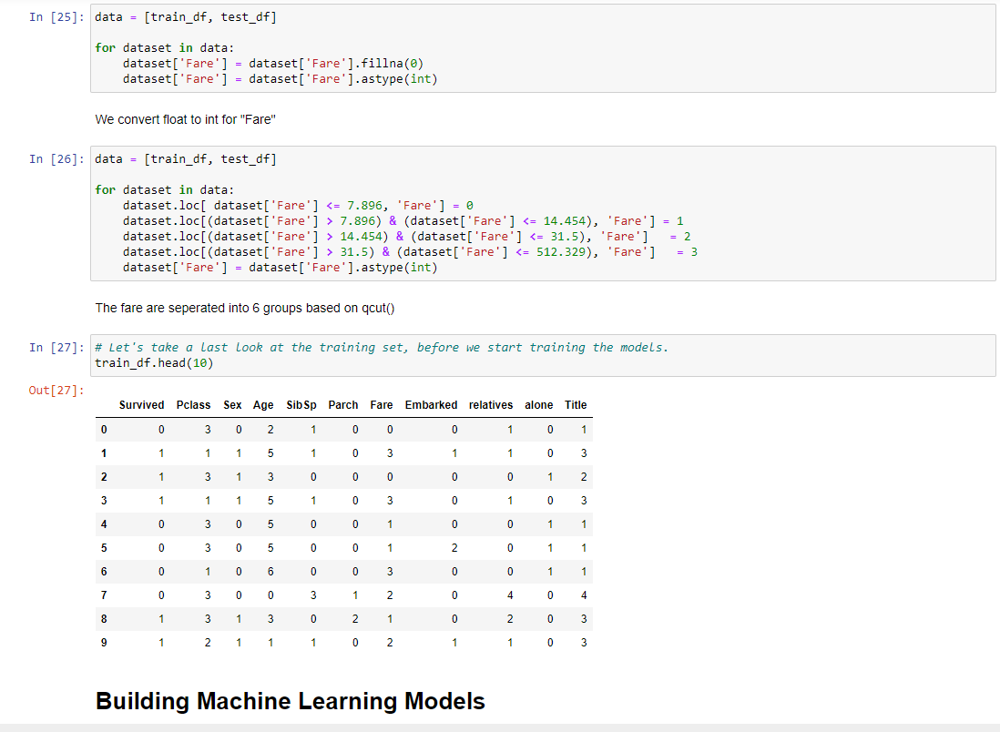 In [25]: data = [train_df, test_df]
for dataset in data:
    dataset['Fare'] = dataset['Fare'].fillna(0)
    dataset['Fare'] = dataset['Fare'].astype(int)
We convert float to int for "Fare"
In [26]: data = [train_df, test_df]
for dataset in data:
    dataset.loc[ dataset['Fare'] <= 7.896, 'Fare'] = 0
    dataset.loc[(dataset['Fare'] > 7.896) & (dataset['Fare'] <= 14.454), 'Fare'] = 1
    dataset.loc[(dataset['Fare'] > 14.454) & (dataset['Fare'] <= 31.5), 'Fare']   = 2
    dataset.loc[(dataset['Fare'] > 31.5) & (dataset['Fare'] <= 512.329), 'Fare']   = 3
    dataset['Fare'] = dataset['Fare'].astype(int)
The fare are seperated into 6 groups based on qcut()
In [27]: # Let's take a last look at the training set, before we start training the models.
train_df.head(10)
Out[27]:
Survived Pclass Sex Age SibSp Parch Fare Embarked relatives alone Title
0 0 3 0 2 1 0 0 0 1 0 1
1 1 1 1 5 1 0 3 1 1 0 3
2 1 3 1 3 0 0 0 0 0 1 2
3 1 1 1 5 1 0 3 0 1 0 3
4 0 3 0 5 0 0 1 0 0 1 1
5 0 3 0 5 0 0 1 2 0 1 1
6 0 1 0 6 0 0 3 0 0 1 1
7 0 3 0 0 3 1 2 0 4 0 4
8 1 3 1 3 0 2 1 0 2 0 3
9 1 2 1 1 1 0 2 1 1 0 3
Building Machine Learning Models